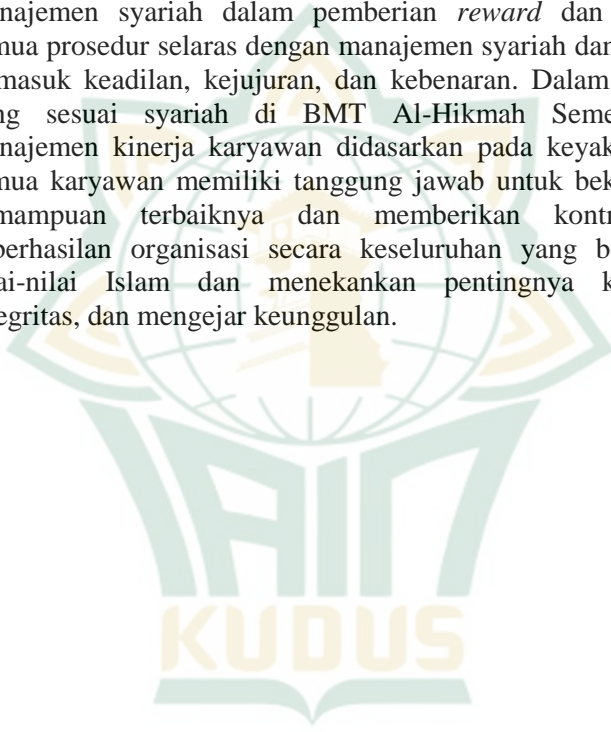 najemen syariah dalam pemberian reward dan
mua prosedur selaras dengan manajemen syariah dan
masuk keadilan, kejujuran, dan kebenaran. Dalam
ng sesuai syariah di BMT Al-Hikmah Seme
najemen kinerja karyawan didasarkan pada keyak
mua karyawan memiliki tanggung jawab untuk bek
mampuan terbaiknya dan memberikan kontr
berhasilan organisasi secara keseluruhan yang b
ai-nilai Islam dan menekankan pentingnya k
egritas, dan mengejar keunggulan.
IAIN
KUDUS